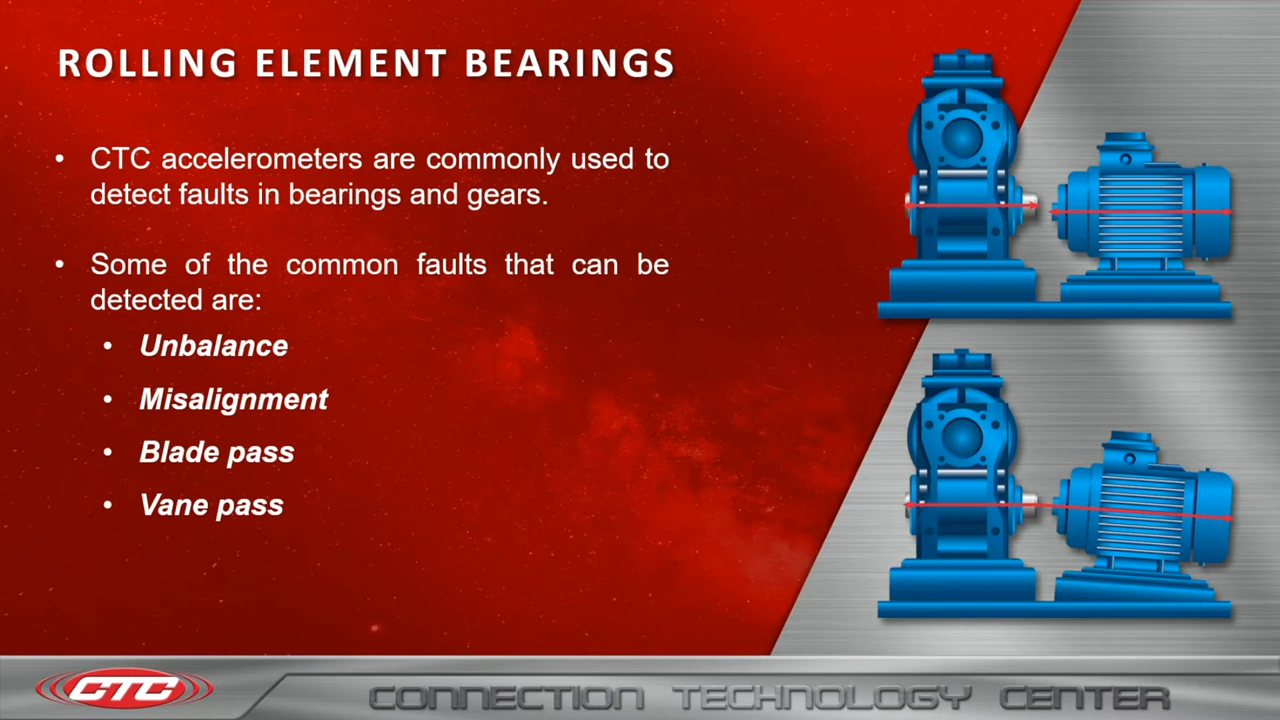 ROLLING ELEMENT BEARINGS
• CTC accelerometers are commonly used to
detect faults in bearings and gears.
• Some of the common faults that can be
detected are:
• Unbalance
• Misalignment
• Blade pass
• Vane pass
CTC
CONNECTION TECHNOLOGY CENTER